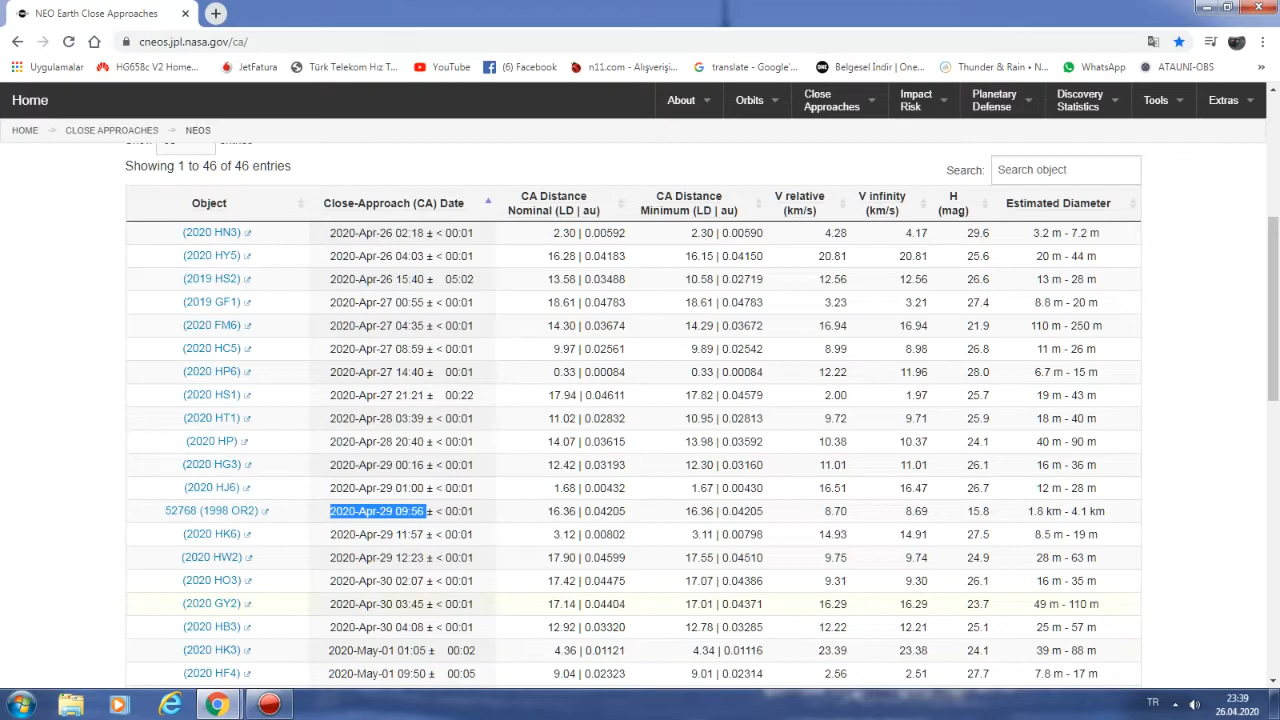 NEO Earth Close Approaches
cneos.jpl.nasa.gov/ca/
Uygulamalar HG658c V2 Home... JetFatura Türk Telekom Hız T... YouTube (6) Facebook n11.com - Alışverişi... translate - Google'... Belgesel İndir | One... Thunder & Rain • N... WhatsApp ATAUNI-OBS »
Home About Orbits Close Approaches Impact Risk Planetary Defense Discovery Statistics Tools Extras
HOME -> CLOSE APPROACHES -> NEOS
Showing 1 to 46 of 46 entries
Search: Search object
Object Close-Approach (CA) Date CA Distance Nominal (LD | au) CA Distance Minimum (LD | au) V relative (km/s) V infinity (km/s) H (mag) Estimated Diameter
(2020 HN3) 2020-Apr-26 02:18 ± < 00:01 2.30 | 0.00592 2.30 | 0.00590 4.28 4.17 29.6 3.2 m - 7.2 m
(2020 HY5) 2020-Apr-26 04:03 ± < 00:01 16.28 | 0.04183 16.15 | 0.04150 20.81 20.81 25.6 20 m - 44 m
(2019 HS2) 2020-Apr-26 15:40 ± 05:02 13.58 | 0.03488 10.58 | 0.02719 12.56 12.56 26.6 13 m - 28 m
(2019 GF1) 2020-Apr-27 00:55 ± < 00:01 18.61 | 0.04783 18.61 | 0.04783 3.23 3.21 27.4 8.8 m - 20 m
(2020 FM6) 2020-Apr-27 04:35 ± < 00:01 14.30 | 0.03674 14.29 | 0.03672 16.94 16.94 21.9 110 m - 250 m
(2020 HC5) 2020-Apr-27 08:59 ± < 00:01 9.97 | 0.02561 9.89 | 0.02542 8.99 8.98 26.8 11 m - 26 m
(2020 HP6) 2020-Apr-27 14:40 ± < 00:01 0.33 | 0.00084 0.33 | 0.00084 12.22 11.96 28.0 6.7 m - 15 m
(2020 HS1) 2020-Apr-27 21:21 ± 00:22 17.94 | 0.04611 17.82 | 0.04579 2.00 1.97 25.7 19 m - 43 m
(2020 HT1) 2020-Apr-28 03:39 ± < 00:01 11.02 | 0.02832 10.95 | 0.02813 9.72 9.71 25.9 18 m - 40 m
(2020 HP) 2020-Apr-28 20:40 ± < 00:01 14.07 | 0.03615 13.98 | 0.03592 10.38 10.37 24.1 40 m - 90 m
(2020 HG3) 2020-Apr-29 00:16 ± < 00:01 12.42 | 0.03193 12.30 | 0.03160 11.01 11.01 26.1 16 m - 36 m
(2020 HJ6) 2020-Apr-29 01:00 ± < 00:01 1.68 | 0.00432 1.67 | 0.00430 16.51 16.47 26.7 12 m - 28 m
52768 (1998 OR2) 2020-Apr-29 09:56 ± < 00:01 16.36 | 0.04205 16.36 | 0.04205 8.70 8.69 15.8 1.8 km - 4.1 km
(2020 HK6) 2020-Apr-29 11:57 ± < 00:01 3.12 | 0.00802 3.11 | 0.00798 14.93 14.91 27.5 8.5 m - 19 m
(2020 HW2) 2020-Apr-29 12:23 ± < 00:01 17.90 | 0.04599 17.55 | 0.04510 9.75 9.74 24.9 28 m - 63 m
(2020 HO3) 2020-Apr-30 02:07 ± < 00:01 17.42 | 0.04475 17.07 | 0.04386 9.31 9.30 26.1 16 m - 35 m
(2020 GY2) 2020-Apr-30 03:45 ± < 00:01 17.14 | 0.04404 17.01 | 0.04371 16.29 16.29 23.7 49 m - 110 m
(2020 HB3) 2020-Apr-30 04:08 ± < 00:01 12.92 | 0.03320 12.78 | 0.03285 12.22 12.21 25.1 25 m - 57 m
(2020 HK3) 2020-May-01 01:05 ± 00:02 4.36 | 0.01121 4.34 | 0.01116 23.39 23.38 24.1 39 m - 88 m
(2020 HF4) 2020-May-01 09:50 ± 00:05 9.04 | 0.02323 9.01 | 0.02314 2.56 2.51 27.7 7.8 m - 17 m
TR 23:39
26.04.2020